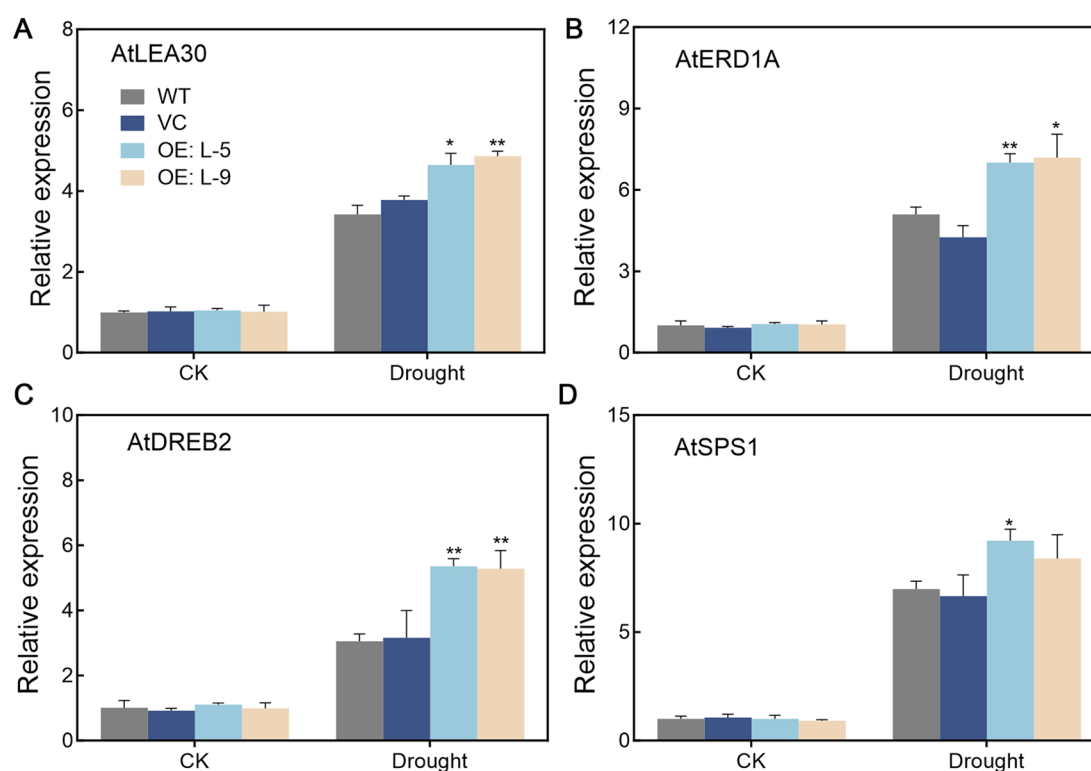 A
AtLEA30
WT
VC
OE: L-5
OE: L-9
Relative expression
8
6
4
2
0
*
**
CK
Drought
B
AtERD1A
Relative expression
12
9
6
3
0
**
*
CK
Drought
C
AtDREB2
Relative expression
10
8
6
4
2
0
**
**
CK
Drought
D
AtSPS1
Relative expression
15
10
5
0
*
CK
Drought